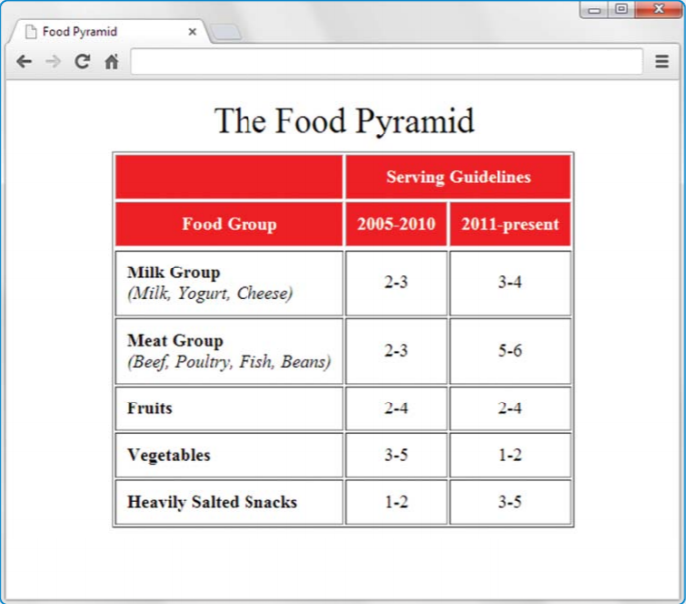 Food Pyramid
The Food Pyramid
Serving Guidelines
Food Group 2005-2010 2011-present
Milk Group
(Milk, Yogurt, Cheese) 2-3 3-4
Meat Group
(Beef, Poultry, Fish, Beans) 2-3 5-6
Fruits 2-4 2-4
Vegetables 3-5 1-2
Heavily Salted Snacks 1-2 3-5